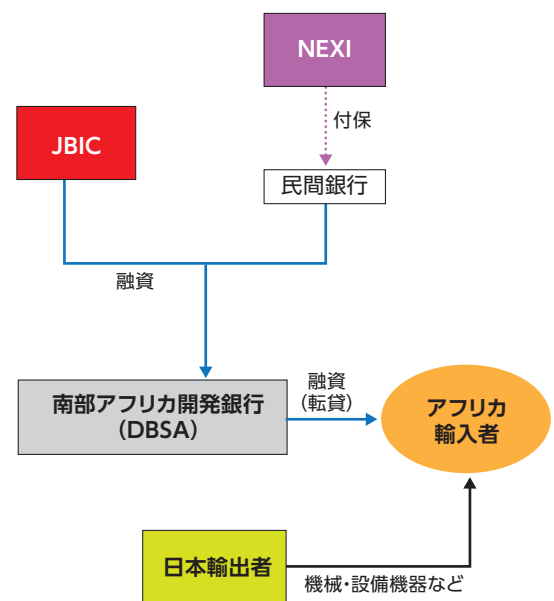 NEXI
付保
JBIC
民間銀行
融資
南部アフリカ開発銀行
(DBSA)
融資
(転貸)
アフリカ
輸入者
日本輸出者
機械・設備機器など